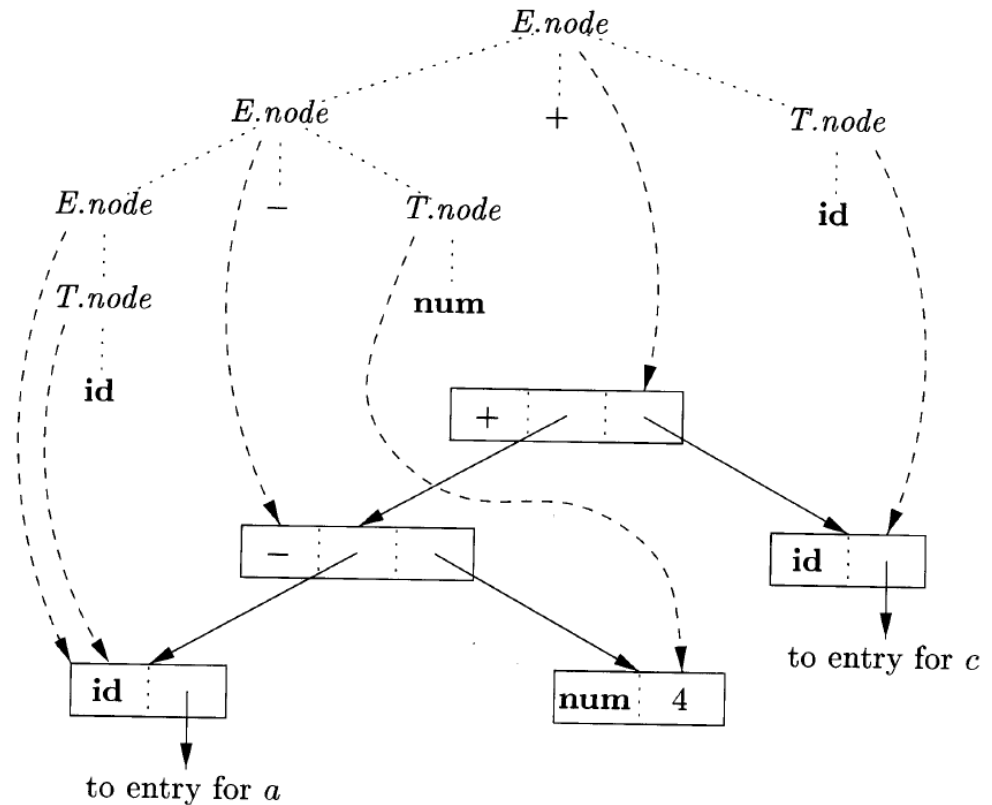 E.node
E.node + T.node
E.node − T.node id
T.node num
id
+
− id
to entry for c
id num 4
to entry for a